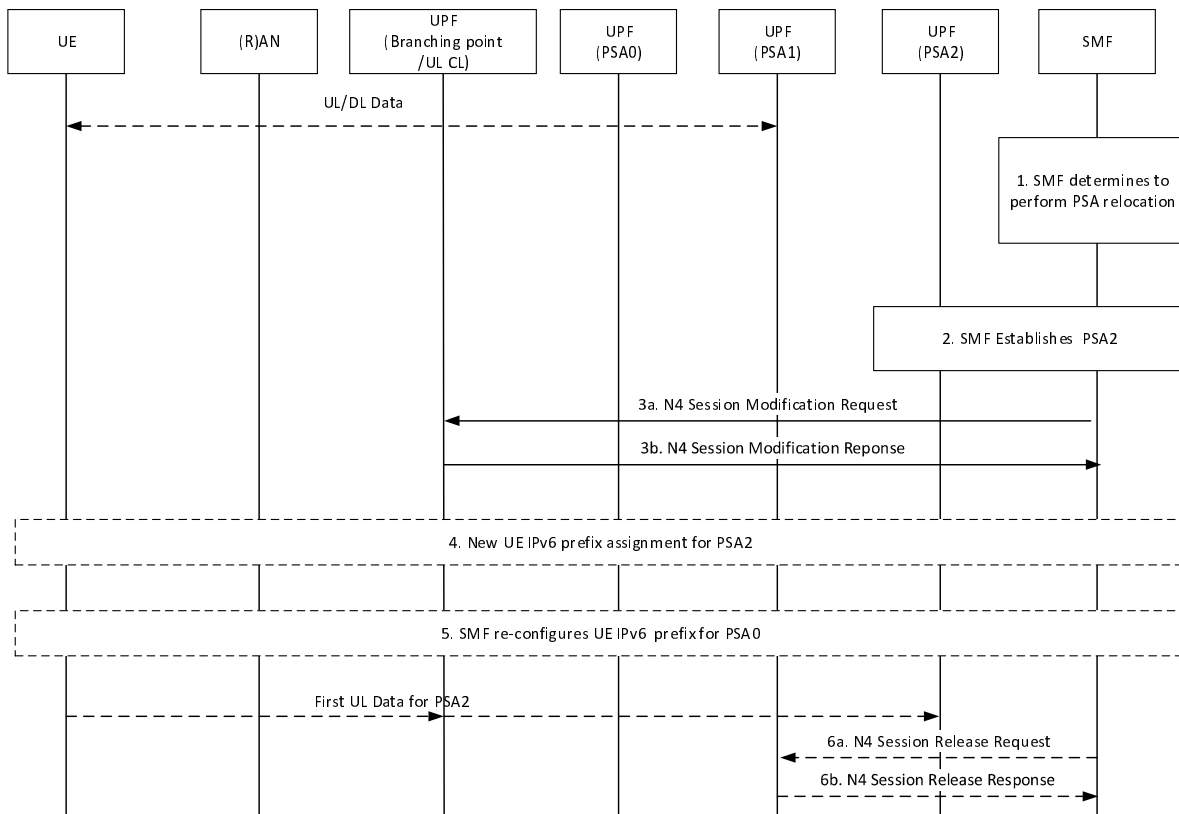 UE
(R)AN
UPF
(Branching point
/UL CL)
UPF
(PSA0)
UPF
(PSA1)
UPF
(PSA2)
SMF
UL/DL Data
1. SMF determines to
perform PSA relocation
2. SMF Establishes PSA2
3a. N4 Session Modification Request
3b. N4 Session Modification Reponse
4. New UE IPv6 prefix assignment for PSA2
5. SMF re-configures UE IPv6 prefix for PSA0
First UL Data for PSA2
6a. N4 Session Release Request
6b. N4 Session Release Response